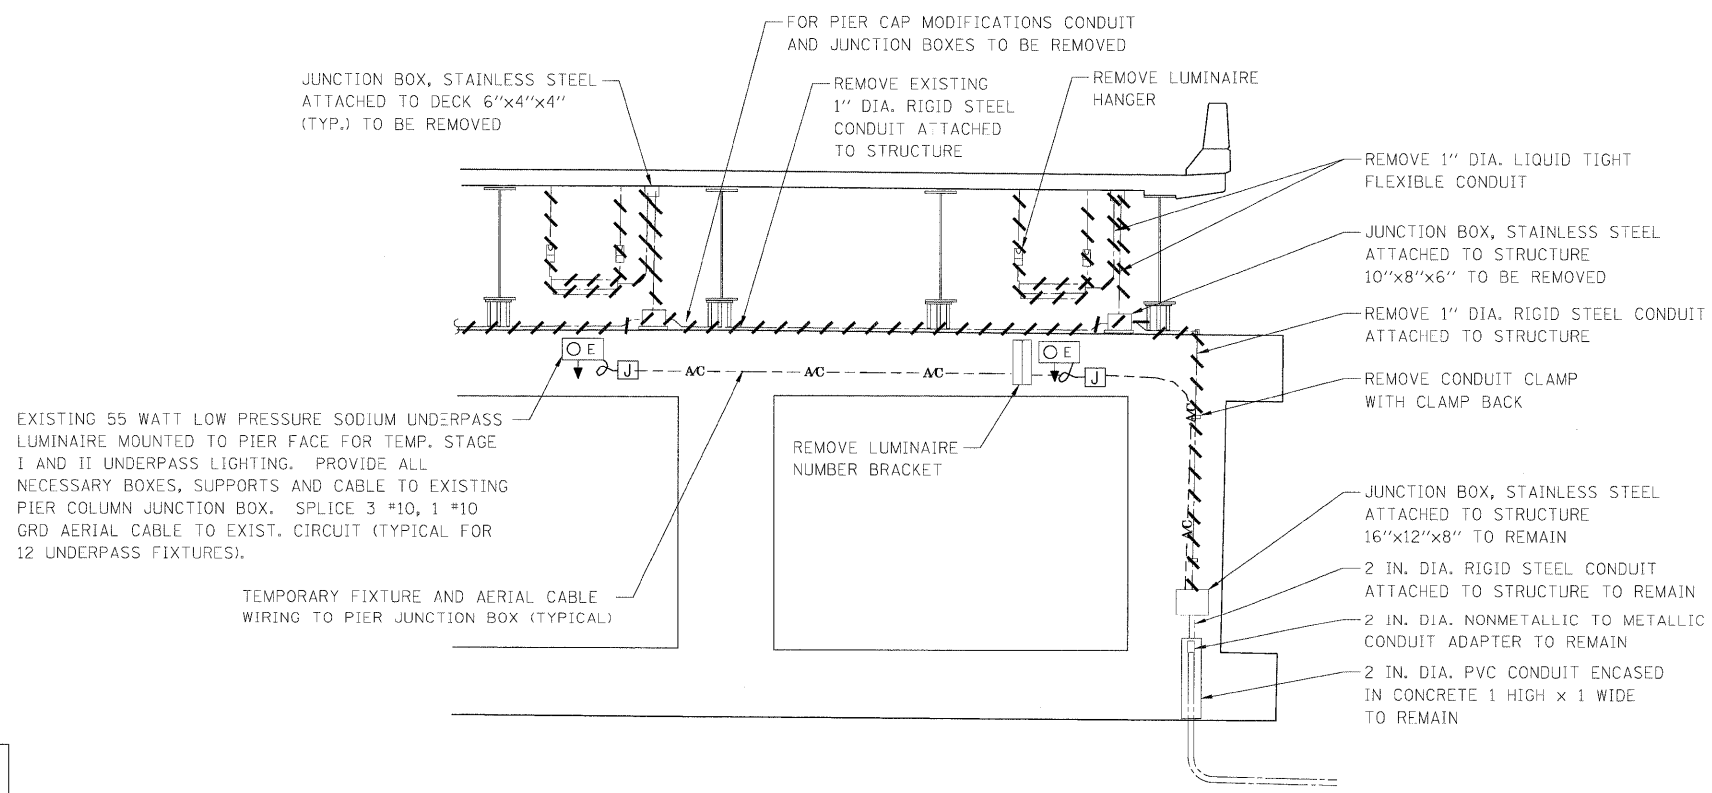 FOR PIER CAP MODIFICATIONS CONDUIT
AND JUNCTION BOXES TO BE REMOVED
JUNCTION BOX, STAINLESS STEEL
ATTACHED TO DECK 6"x4"x4"
(TYP.) TO BE REMOVED
REMOVE EXISTING
1" DIA. RIGID STEEL
CONDUIT ATTACHED
TO STRUCTURE
REMOVE LUMINAIRE
HANGER
REMOVE 1" DIA. LIQUID TIGHT
FLEXIBLE CONDUIT
JUNCTION BOX, STAINLESS STEEL
ATTACHED TO STRUCTURE
10"x8"x6" TO BE REMOVED
REMOVE 1" DIA. RIGID STEEL CONDUIT
ATTACHED TO STRUCTURE
REMOVE CONDUIT CLAMP
WITH CLAMP BACK
E
J
A/C
A/C
A/C
E
J
A/C
A/C
EXISTING 55 WATT LOW PRESSURE SODIUM UNDERPASS
LUMINAIRE MOUNTED TO PIER FACE FOR TEMP. STAGE
I AND II UNDERPASS LIGHTING. PROVIDE ALL
NECESSARY BOXES, SUPPORTS AND CABLE TO EXISTING
PIER COLUMN JUNCTION BOX. SPLICE 3 #10, 1 #10
GRD AERIAL CABLE TO EXIST. CIRCUIT (TYPICAL FOR
12 UNDERPASS FIXTURES).
REMOVE LUMINAIRE
NUMBER BRACKET
TEMPORARY FIXTURE AND AERIAL CABLE
WIRING TO PIER JUNCTION BOX (TYPICAL)
JUNCTION BOX, STAINLESS STEEL
ATTACHED TO STRUCTURE
16"x12"x8" TO REMAIN
2 IN. DIA. RIGID STEEL CONDUIT
ATTACHED TO STRUCTURE TO REMAIN
2 IN. DIA. NONMETALLIC TO METALLIC
CONDUIT ADAPTER TO REMAIN
2 IN. DIA. PVC CONDUIT ENCASED
IN CONCRETE 1 HIGH x 1 WIDE
TO REMAIN